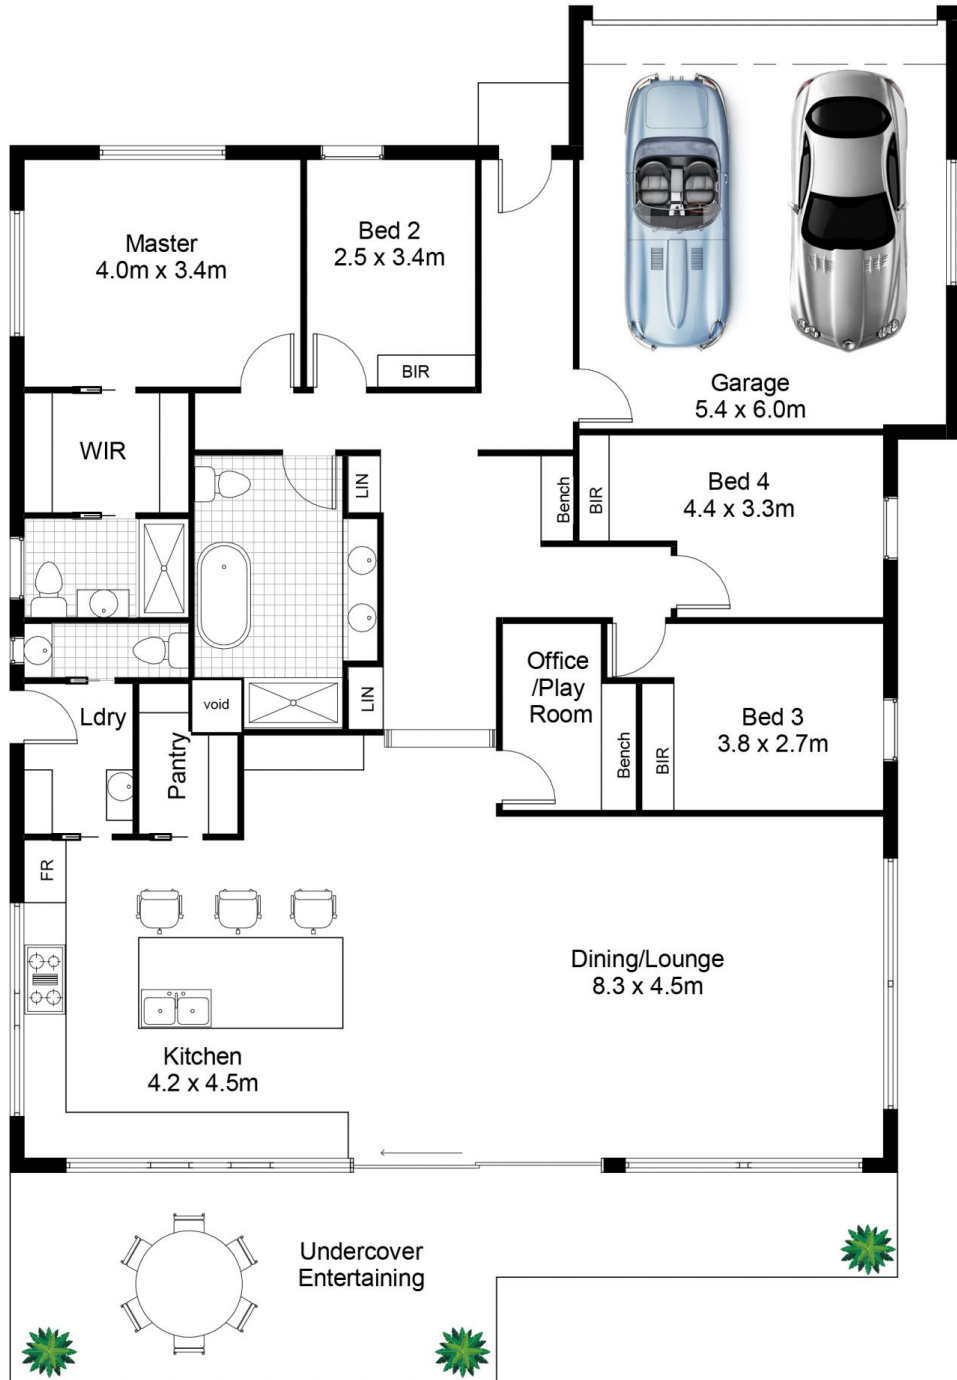 Master
4.0m x 3.4m
Bed 2
2.5 x 3.4m
BIR
Garage
5.4 x 6.0m
WIR
LIN
Bench
BIR
Bed 4
4.4 x 3.3m
Office
/Play
Room
Bench
BIR
Bed 3
3.8 x 2.7m
void
LIN
Ldry
Pantry
FR
Dining/Lounge
8.3 x 4.5m
Kitchen
4.2 x 4.5m
Undercover
Entertaining